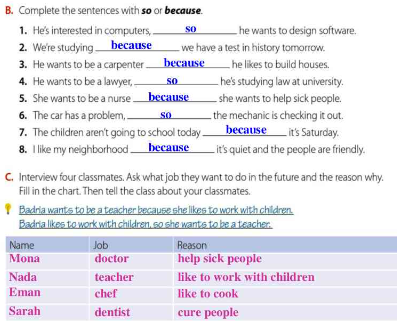 B. Complete the sentences with so or because.
1. He's interested in computers, so he wants to design software.
2. We're studying because we have a test in history tomorrow.
3. He wants to be a carpenter because he likes to build houses.
4. He wants to be a lawyer, so he's studying law at university.
5. She wants to be a nurse because she wants to help sick people.
6. The car has a problem, so the mechanic is checking it out.
7. The children aren't going to school today because it's Saturday.
8. I like my neighborhood because it's quiet and the people are friendly.
C. Interview four classmates. Ask what job they want to do in the future and the reason why.
Fill in the chart. Then tell the class about your classmates.
Badria wants to be a teacher because she likes to work with children.
Badria likes to work with children, so she wants to be a teacher.
Name Job Reason
Mona doctor help sick people
Nada teacher like to work with children
Eman chef like to cook
Sarah dentist cure people